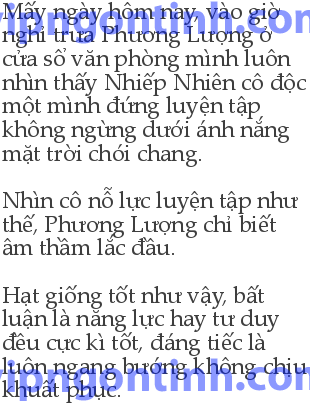 Mấy ngày hôm nay, vào giờ
nghỉ trưa Phương Lượng ở
cửa sổ văn phòng mình luôn
nhìn thấy Nhiếp Nhiên cô độc
một mình đứng luyện tập
không ngừng dưới ánh nắng
mặt trời chói chang.
Nhìn cô nỗ lực luyện tập như
thế, Phương Lượng chỉ biết
âm thầm lắc đầu.
Hạt giống tốt như vậy, bất
luận là năng lực hay tư duy
đều cực kì tốt, đáng tiếc là
luôn ngang bướng không chịu
khuất phục.
vipngontinh.com
vipngontinh.com